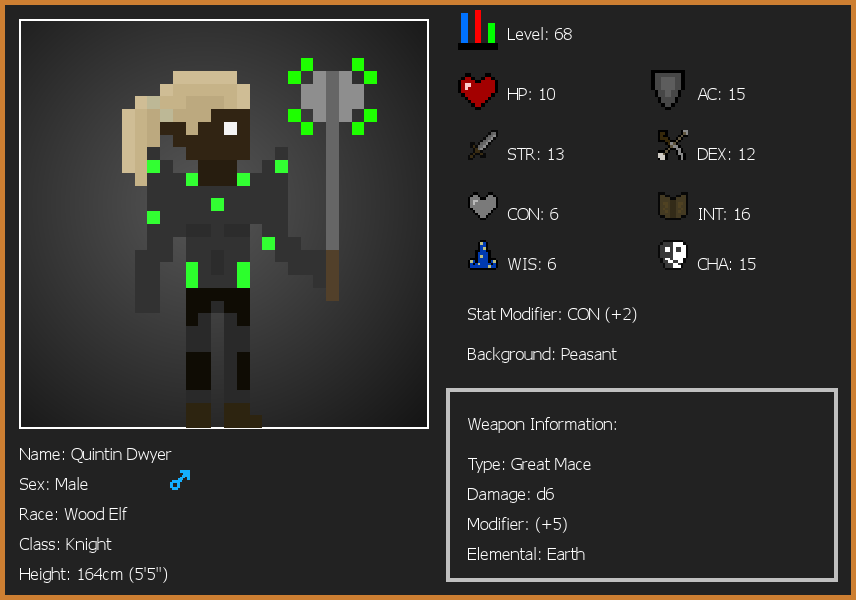 Level: 68
HP: 10
AC: 15
STR: 13
DEX: 12
CON: 6
INT: 16
WIS: 6
CHA: 15
Stat Modifier: CON (+2)
Background: Peasant
Weapon Information:
Type: Great Mace
Damage: d6
Modifier: (+5)
Elemental: Earth
Name: Quintin Dwyer
Sex: Male
Race: Wood Elf
Class: Knight
Height: 164cm (5'5")